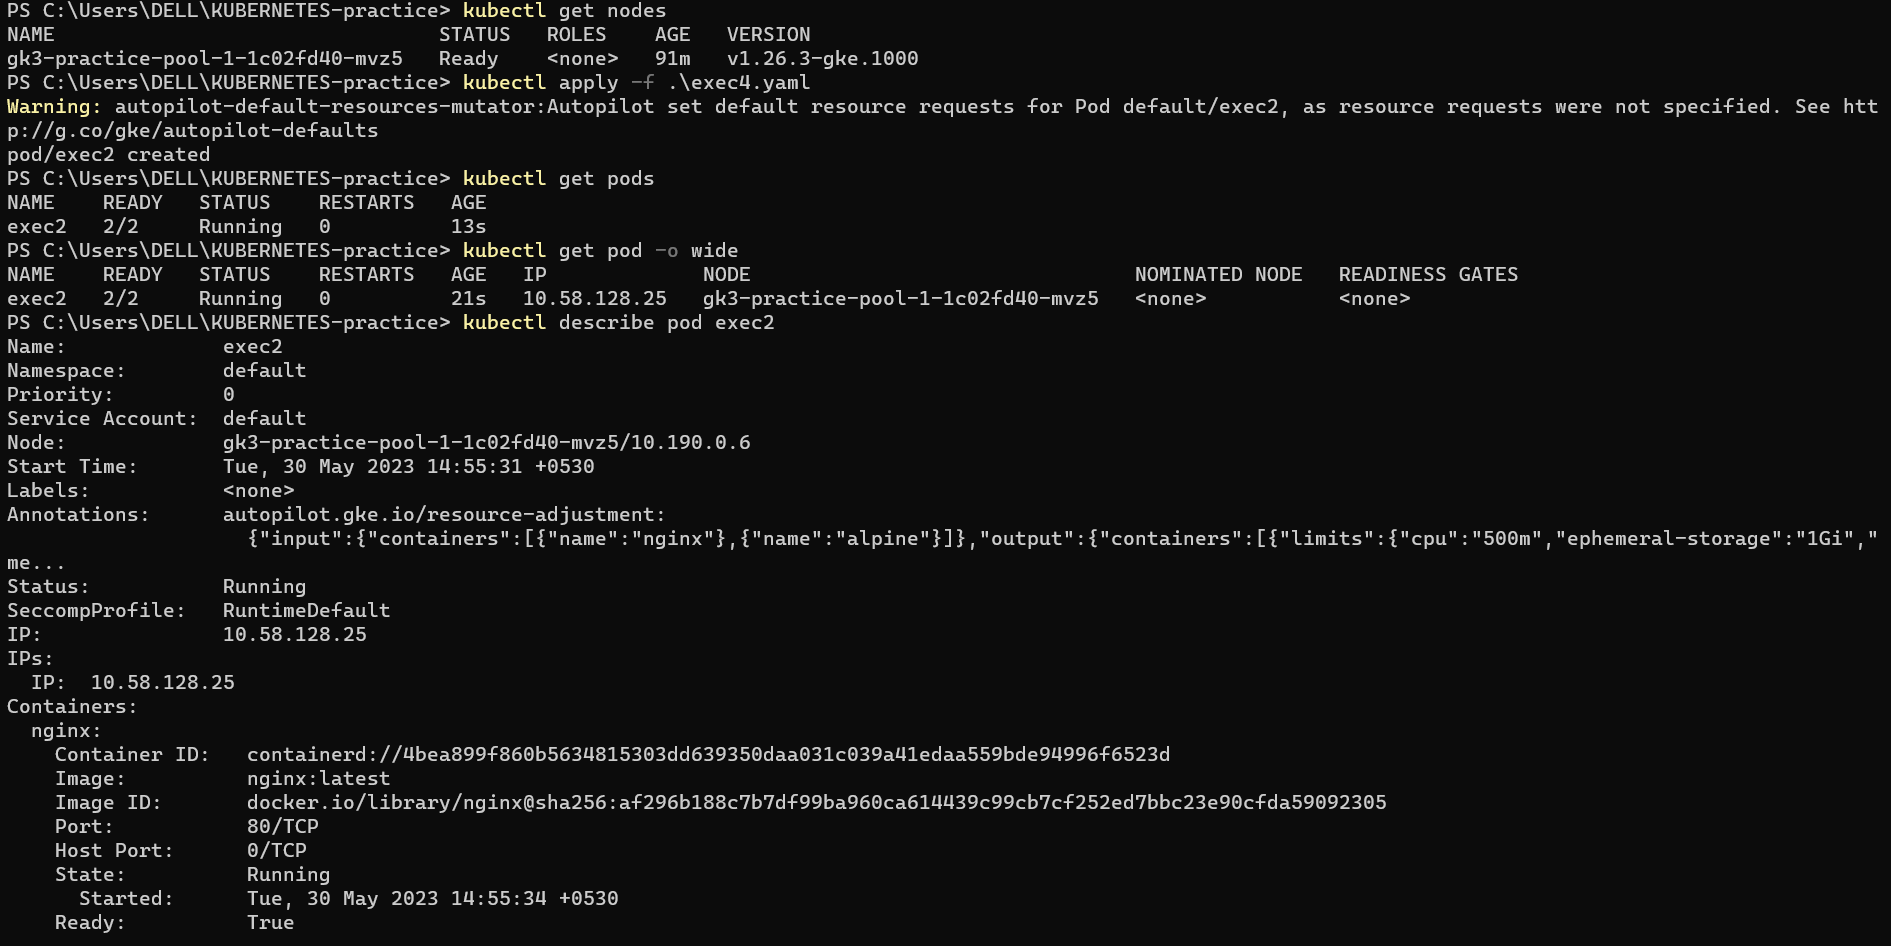 PS C:\Users\DELL\KUBERNETES-practice> kubectl get nodes
NAME                                STATUS   ROLES    AGE   VERSION
gk3-practice-pool-1-1c02fd40-mvz5   Ready    <none>   91m   v1.26.3-gke.1000
PS C:\Users\DELL\KUBERNETES-practice> kubectl apply -f .\exec4.yaml
Warning: autopilot-default-resources-mutator:Autopilot set default resource requests for Pod default/exec2, as resource requests were not specified. See htt
p://g.co/gke/autopilot-defaults
pod/exec2 created
PS C:\Users\DELL\KUBERNETES-practice> kubectl get pods
NAME    READY   STATUS    RESTARTS   AGE
exec2   2/2     Running   0          13s
PS C:\Users\DELL\KUBERNETES-practice> kubectl get pod -o wide
NAME    READY   STATUS    RESTARTS   AGE   IP             NODE                                NOMINATED NODE   READINESS GATES
exec2   2/2     Running   0          21s   10.58.128.25   gk3-practice-pool-1-1c02fd40-mvz5   <none>           <none>
PS C:\Users\DELL\KUBERNETES-practice> kubectl describe pod exec2
Name:             exec2
Namespace:        default
Priority:         0
Service Account:  default
Node:             gk3-practice-pool-1-1c02fd40-mvz5/10.190.0.6
Start Time:       Tue, 30 May 2023 14:55:31 +0530
Labels:           <none>
Annotations:      autopilot.gke.io/resource-adjustment:
                    {"input":{"containers":[{"name":"nginx"},{"name":"alpine"}]},"output":{"containers":[{"limits":{"cpu":"500m","ephemeral-storage":"1Gi","
me...
Status:           Running
SeccompProfile:   RuntimeDefault
IP:               10.58.128.25
IPs:
  IP:  10.58.128.25
Containers:
  nginx:
    Container ID:   containerd://4bea899f860b5634815303dd639350daa031c039a41edaa559bde94996f6523d
    Image:          nginx:latest
    Image ID:       docker.io/library/nginx@sha256:af296b188c7b7df99ba960ca614439c99cb7cf252ed7bbc23e90cfda59092305
    Port:           80/TCP
    Host Port:      0/TCP
    State:          Running
      Started:      Tue, 30 May 2023 14:55:34 +0530
    Ready:          True